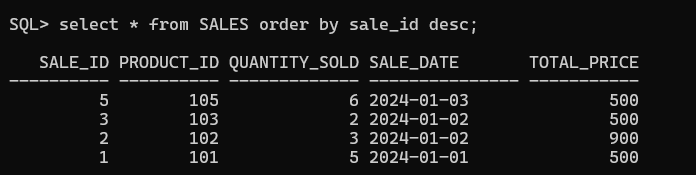 SQL> select * from SALES order by sale_id desc;
SALE_ID PRODUCT_ID QUANTITY_SOLD SALE_DATE TOTAL_PRICE
---------- ---------- ------------- --------------- -----------
5 105 6 2024-01-03 500
3 103 2 2024-01-02 500
2 102 3 2024-01-02 900
1 101 5 2024-01-01 500